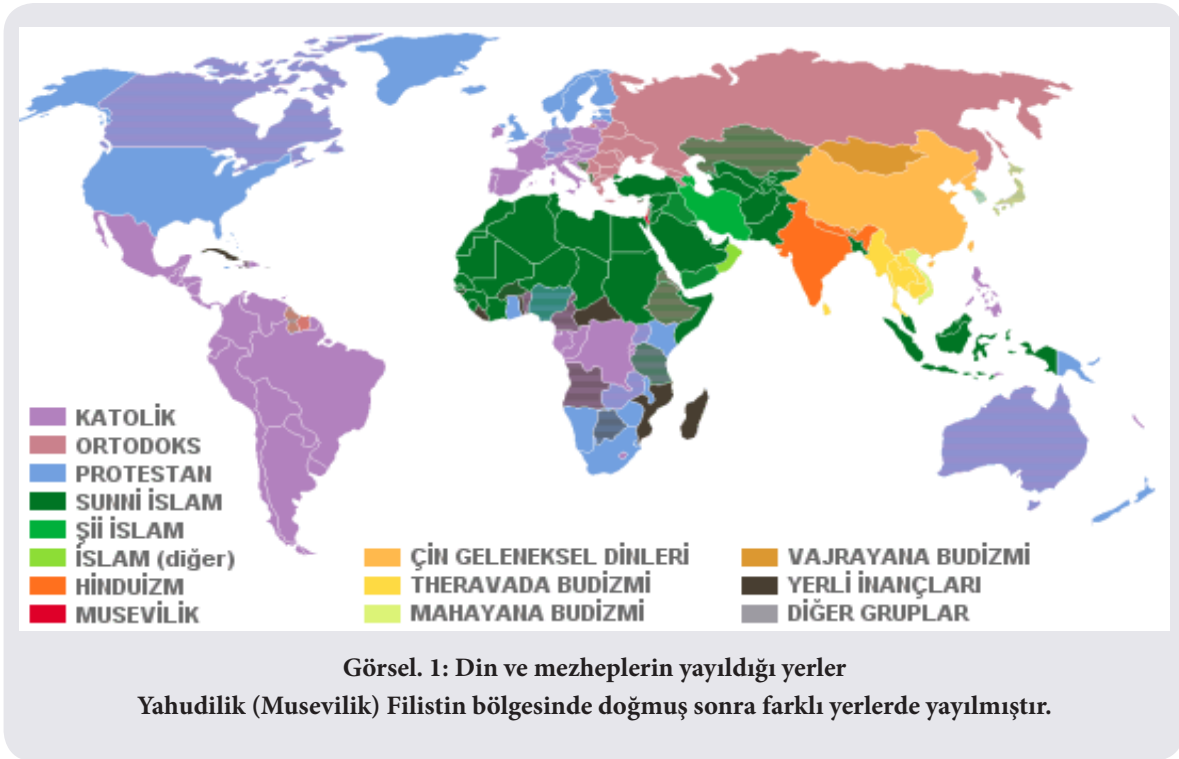 KATOLİK
ORTODOKS
PROTESTAN
SUNNİ İSLAM
Şİİ İSLAM
İSLAM (diğer)
HİNDUİZM
MUSEVİLİK
ÇİN GELENEKSEL DİNLERİ
THERAVADA BUDİZMİ
MAHAYANA BUDİZMİ
VAJRAYANA BUDİZMİ
YERLİ İNANÇLARI
DİĞER GRUPLAR
Görsel. 1: Din ve mezheplerin yayıldığı yerler
Yahudilik (Musevilik) Filistin bölgesinde doğmuş sonra farklı yerlerde yayılmıştır.